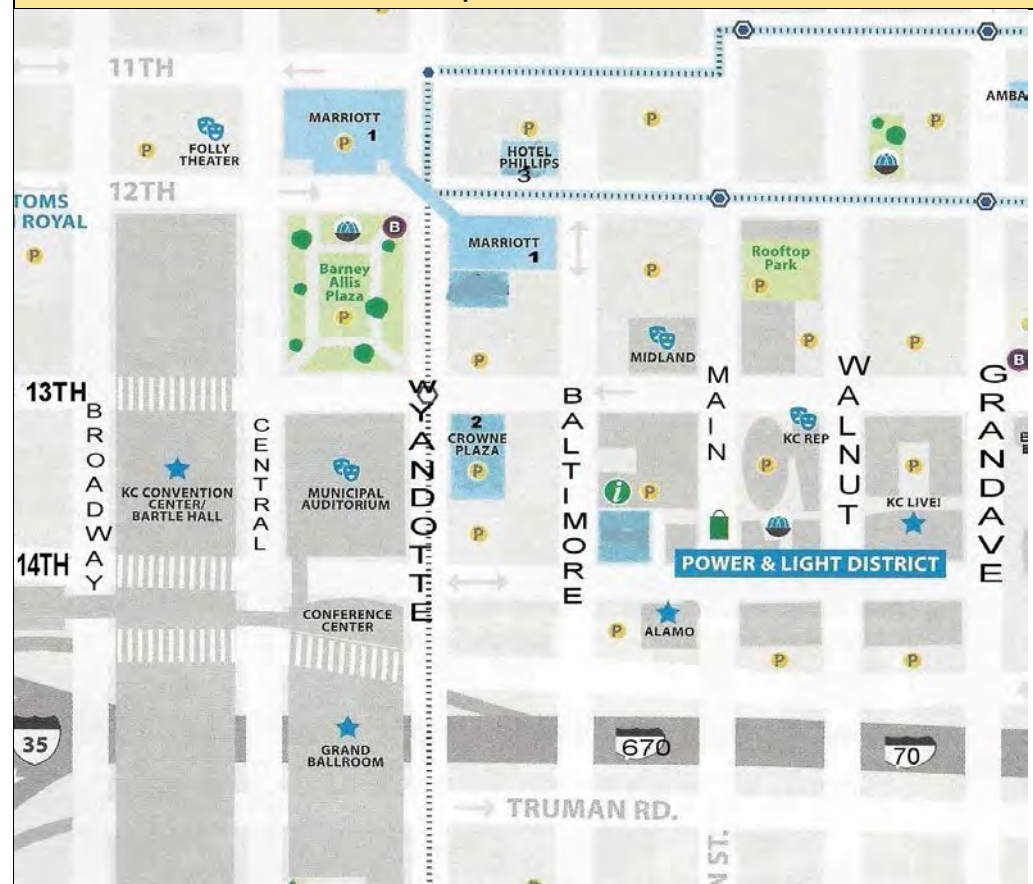 11TH
MARRIOTT
1
P
FOLLY
THEATER
P
P
HOTEL
PHILLIPS
3
P
P
AMBA
12TH
TOMS
ROYAL
P
B
Barney
Allis
Plaza
P
MARRIOTT
1
P
P
Rooftop
Park
P
P
MIDLAND
P
B
13TH
BROADWAY
CENTRAL
WYANDOTTE
BALTIMORE
MAIN
WALNUT
GRANDAVE
KC CONVENTION
CENTER/
BARTLE HALL
MUNICIPAL
AUDITORIUM
2
CROWNE
PLAZA
P
P
i
P
KC REP
P
P
KC LIVE!
14TH
POWER & LIGHT DISTRICT
CONFERENCE
CENTER
P
ALAMO
P
P
35
GRAND
BALLROOM
670
70
TRUMAN RD.
N ST.